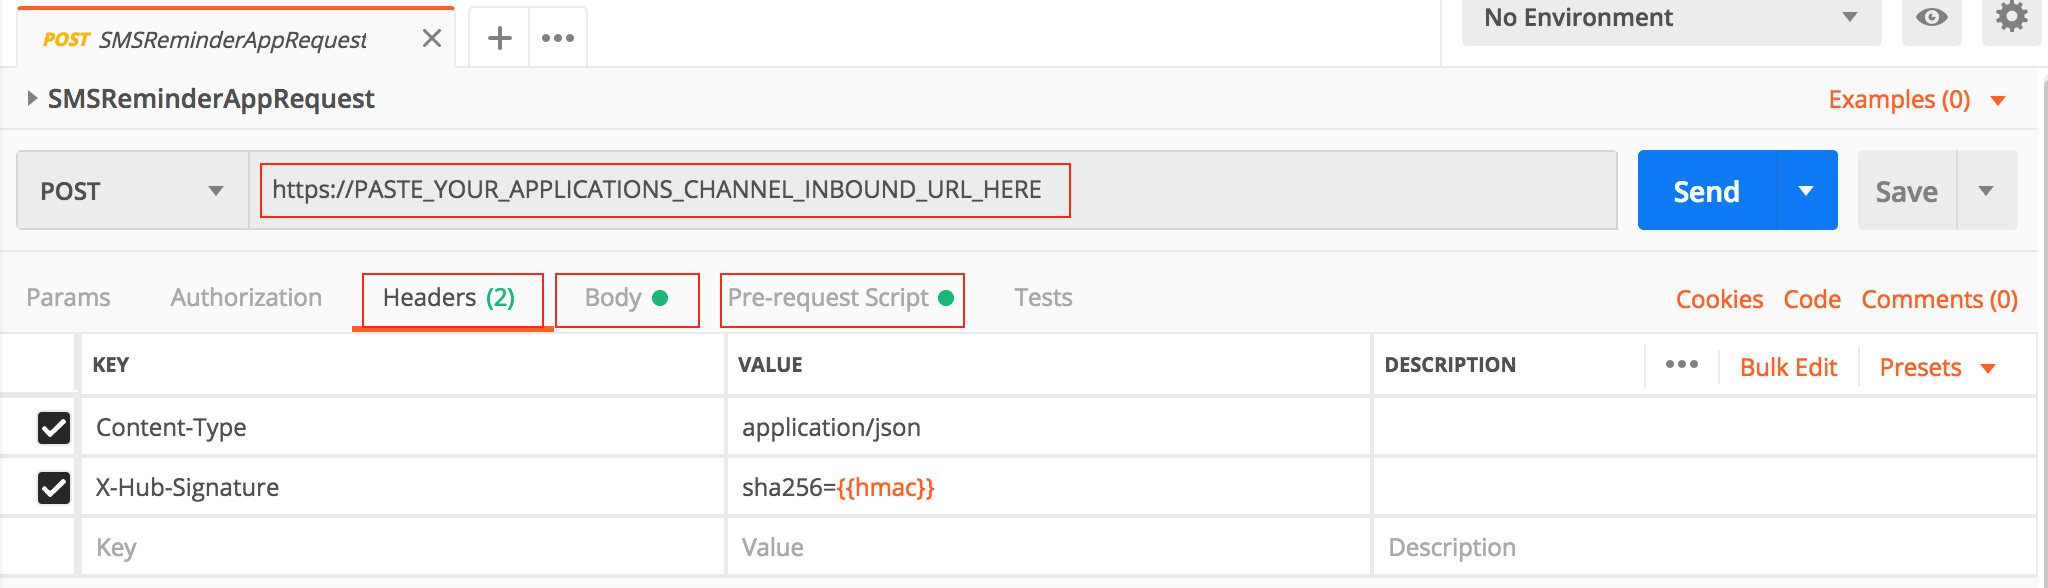 POST SMSReminderAppRequest
No Environment
SMSReminderAppRequest
Examples (0)
POST
https://PASTE_YOUR_APPLICATIONS_CHANNEL_INBOUND_URL_HERE
Send
Save
Params Authorization Headers (2) Body Pre-request Script Tests
Cookies Code Comments (0)
KEY VALUE DESCRIPTION Bulk Edit Presets
Content-Type application/json
X-Hub-Signature sha256={{hmac}}
Key Value Description